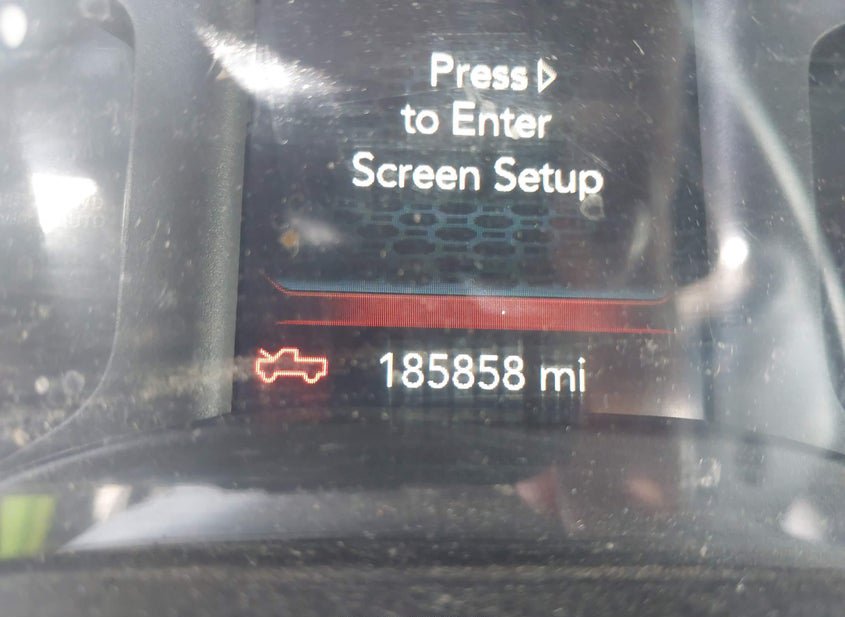 Press ▷
to Enter
Screen Setup
185858 mi